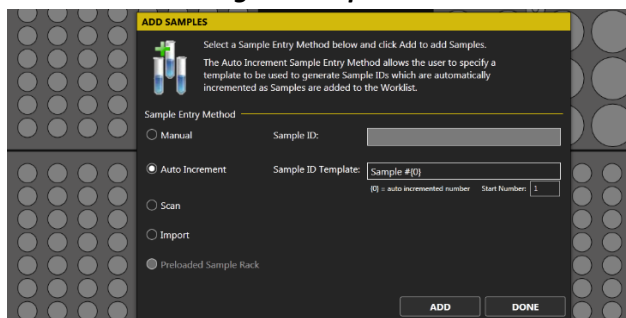 ADD SAMPLES
Select a Sample Entry Method below and click Add to add Samples.
The Auto Increment Sample Entry Method allows the user to specify a
template to be used to generate Sample IDs which are automatically
incremented as Samples are added to the Worklist.
Sample Entry Method
Manual Sample ID:
Auto Increment Sample ID Template: Sample #{0}
{0} = auto incremented number Start Number: 1
Scan
Import
Preloaded Sample Rack
ADD DONE